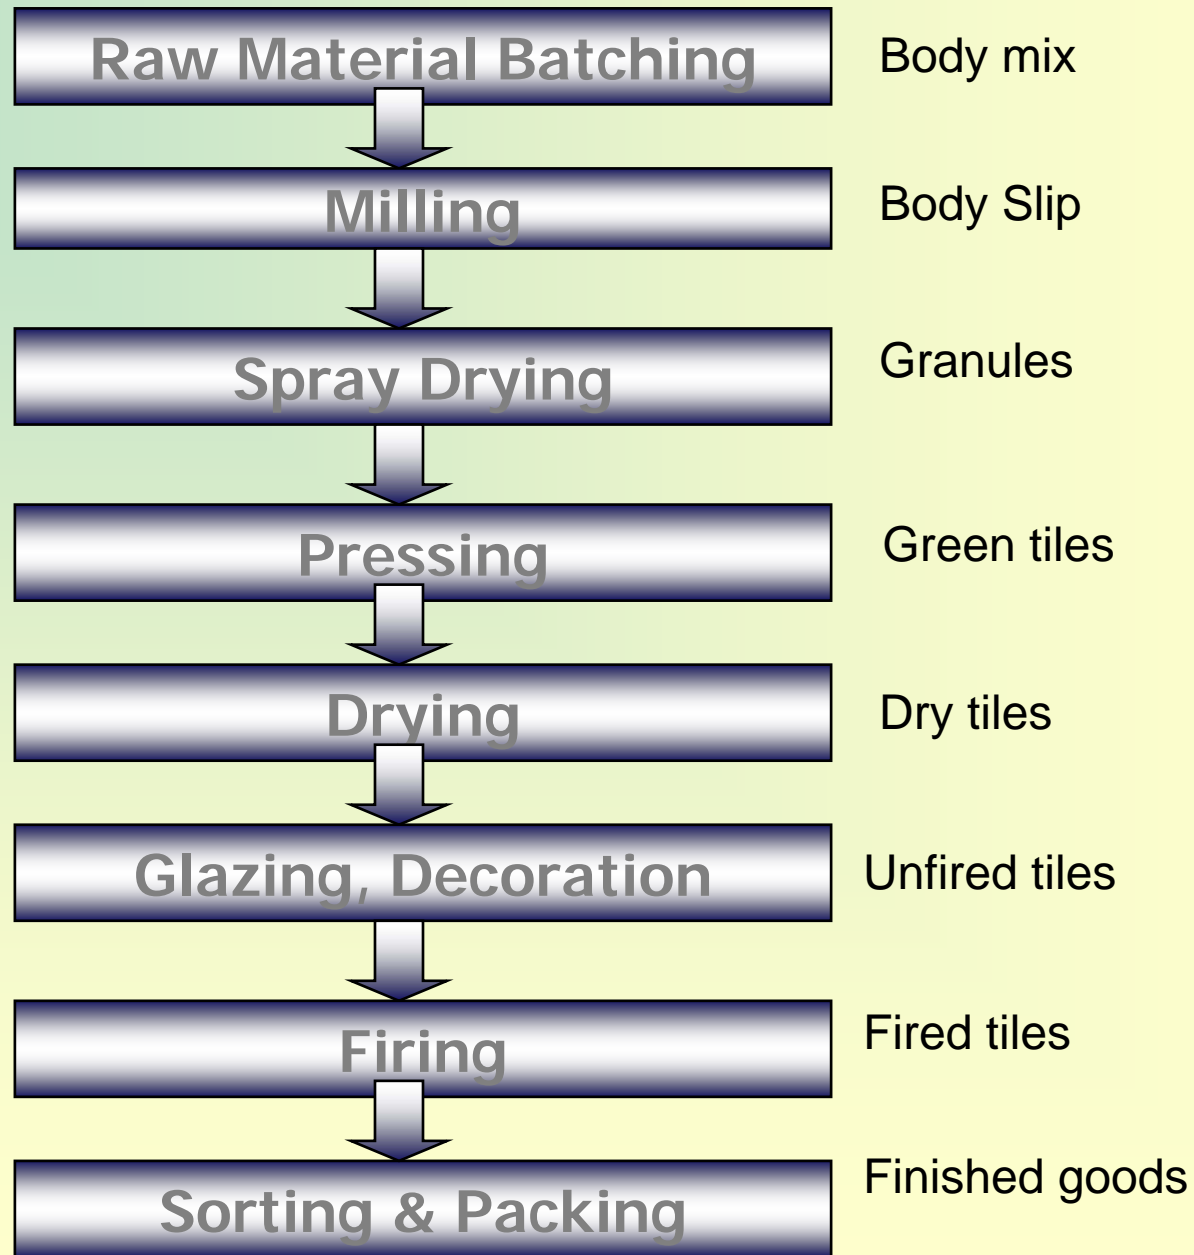 Raw Material Batching
Body mix
Milling
Body Slip
Spray Drying
Granules
Pressing
Green tiles
Drying
Dry tiles
Glazing, Decoration
Unfired tiles
Firing
Fired tiles
Sorting & Packing
Finished goods